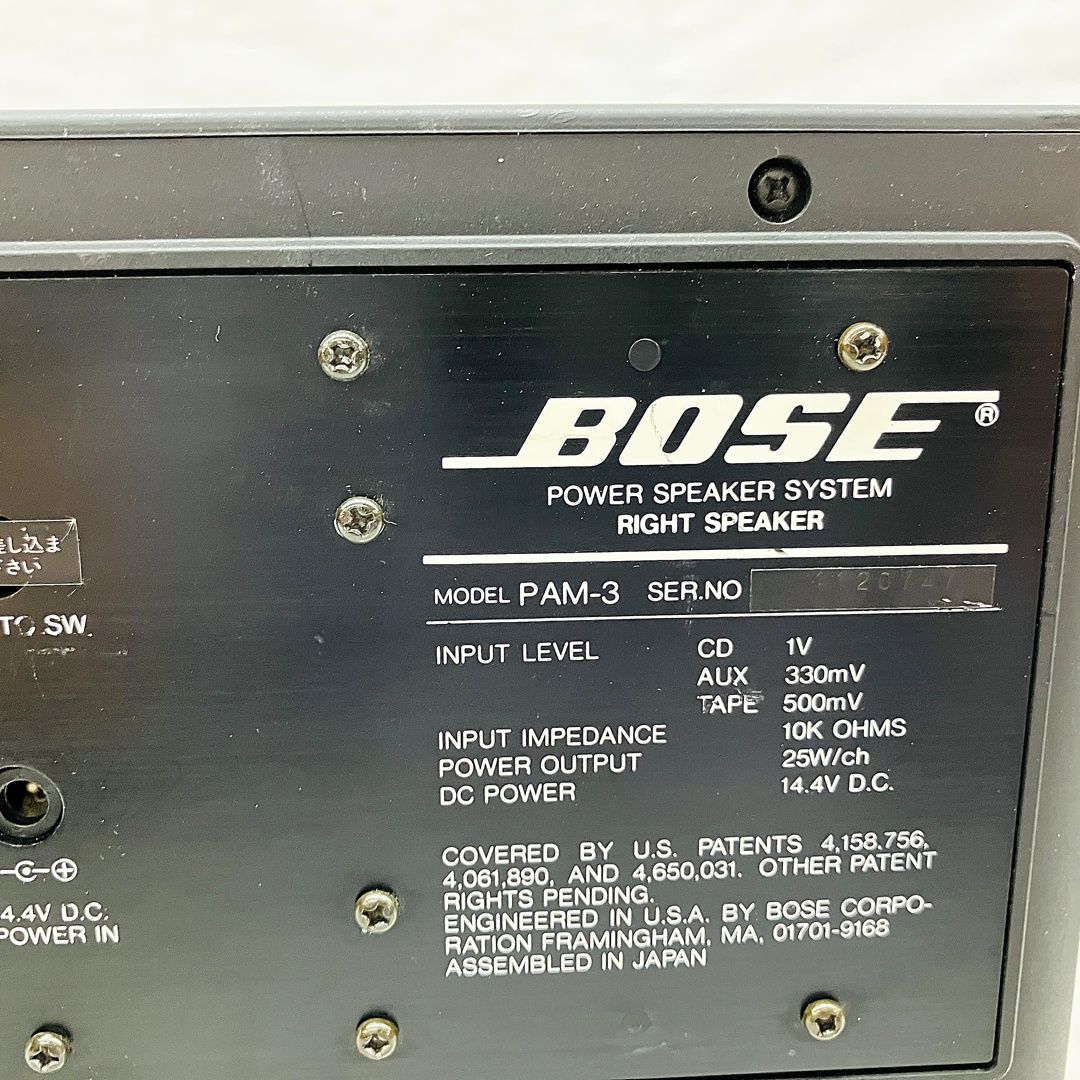 BOSE®
POWER SPEAKER SYSTEM
RIGHT SPEAKER
MODEL PAM-3 SER.NO
INPUT LEVEL CD 1V
AUX 330mV
TAPE 500mV
INPUT IMPEDANCE 10K OHMS
POWER OUTPUT 25W/ch
DC POWER 14.4V D.C.
COVERED BY U.S. PATENTS 4,158,756,
4,061,890, AND 4,650,031. OTHER PATENT
RIGHTS PENDING.
ENGINEERED IN U.S.A. BY BOSE CORPO-
RATION FRAMINGHAM, MA, 01701-9168
ASSEMBLED IN JAPAN
し込ま
さい
SW.
4.4V D.C.
POWER IN